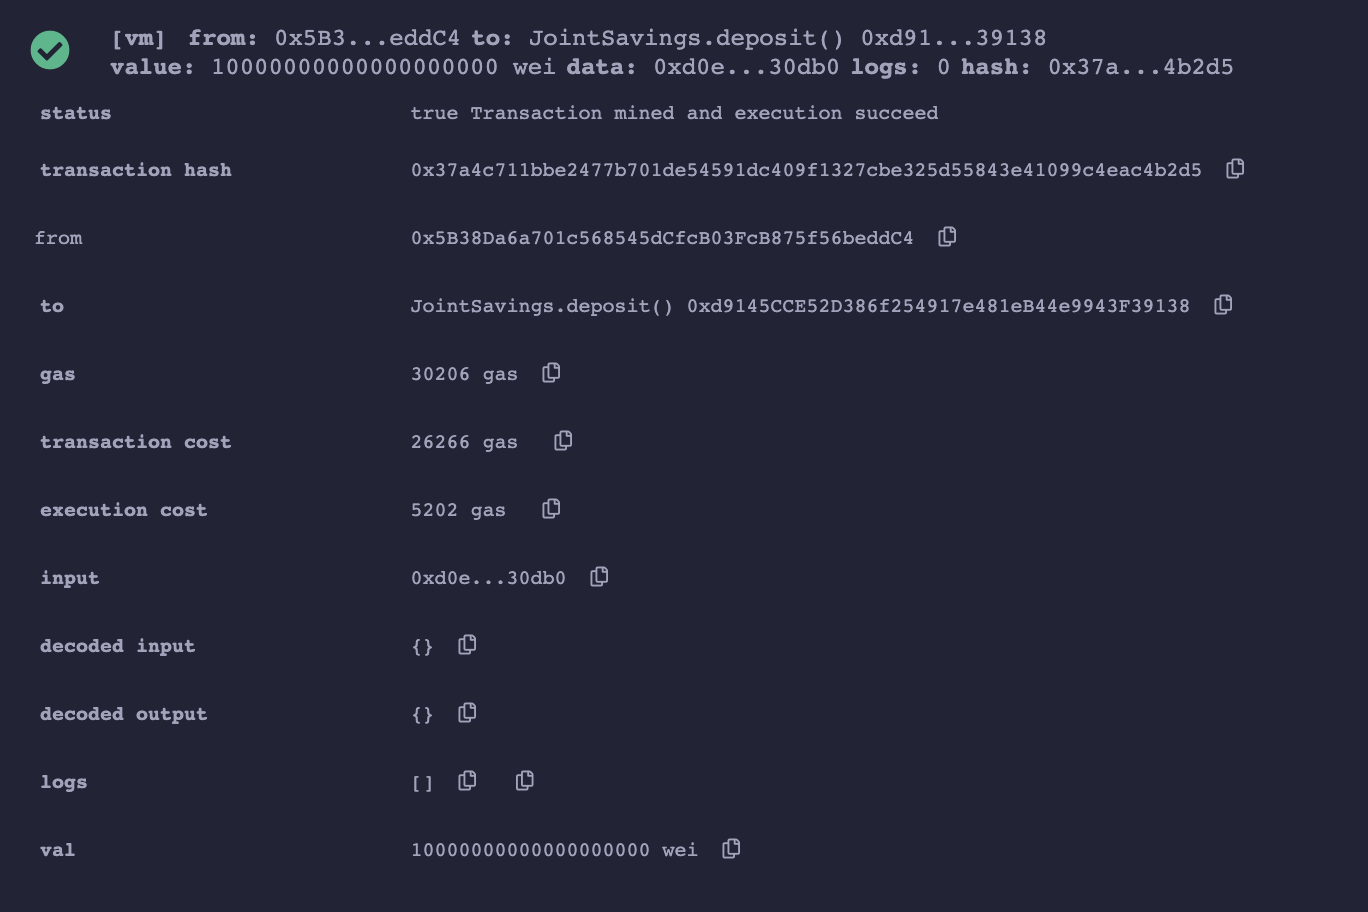 [vm] from: 0x5B3...eddC4 to: JointSavings.deposit() 0xd91...39138
value: 10000000000000000000 wei data: 0xd0e...30db0 logs: 0 hash: 0x37a...4b2d5
status true Transaction mined and execution succeed
transaction hash 0x37a4c711bbe2477b701de54591dc409f1327cbe325d55843e41099c4eac4b2d5
from 0x5B38Da6a701c568545dCfcB03FcB875f56beddC4
to JointSavings.deposit() 0xd9145CCE52D386f254917e481eB44e9943F39138
gas 30206 gas
transaction cost 26266 gas
execution cost 5202 gas
input 0xd0e...30db0
decoded input {}
decoded output {}
logs []
val 10000000000000000000 wei